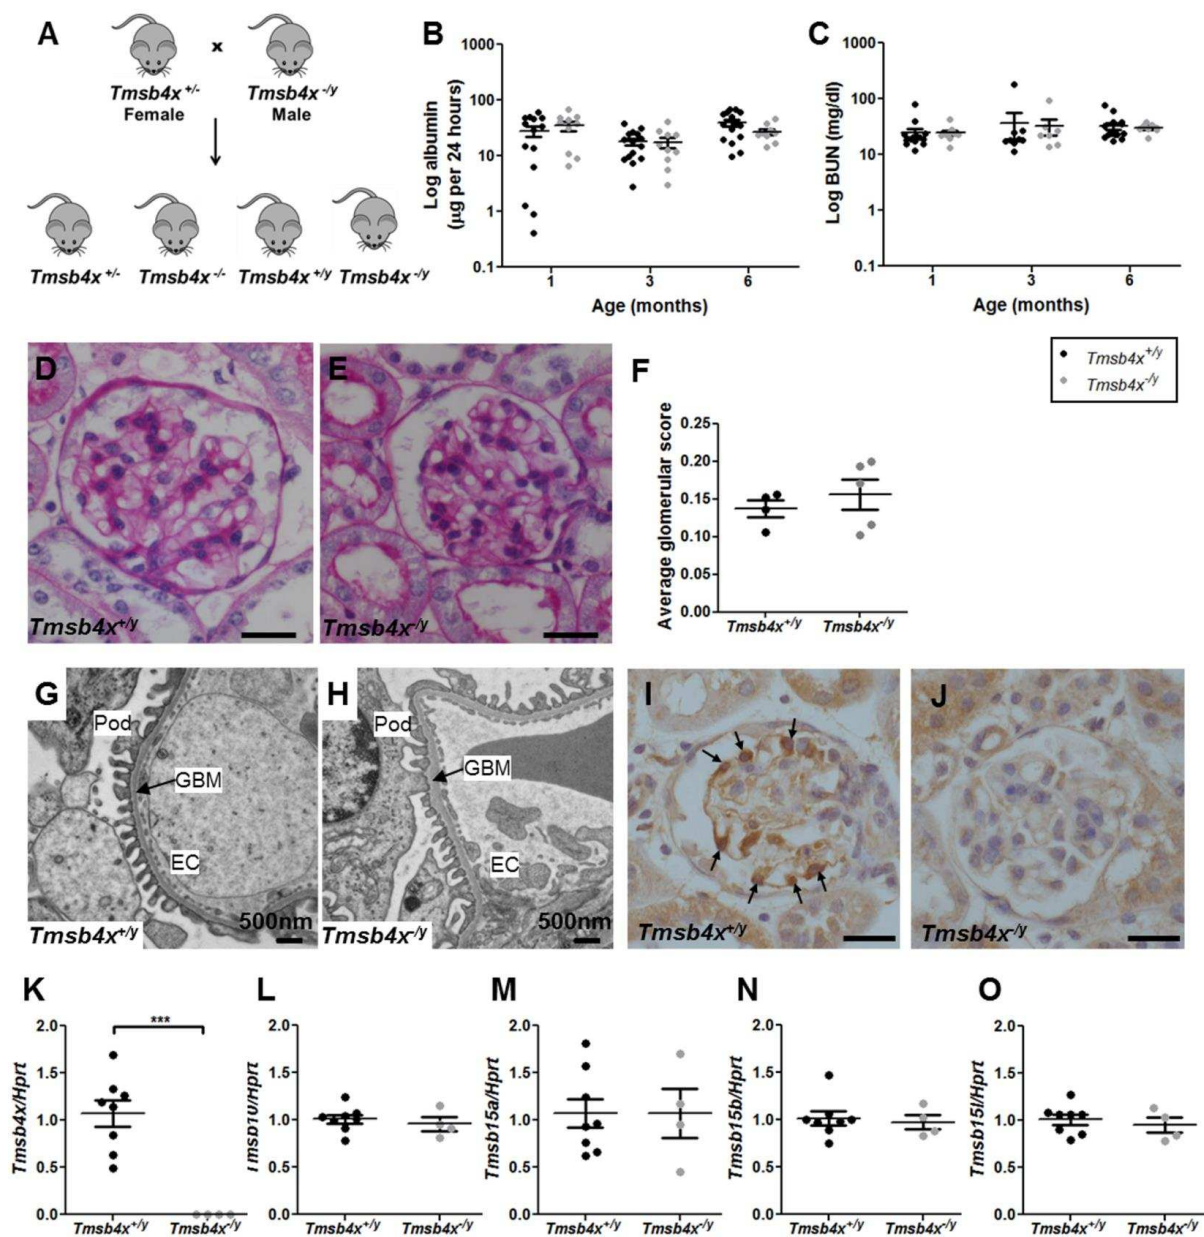 A
x
Tmsb4x+/-
Female
Tmsb4x-/y
Male
Tmsb4x+/-
Tmsb4x-/-
Tmsb4x+/y
Tmsb4x-/y
B
Log albumin
(µg per 24 hours)
1000
100
10
1
0.1
1
3
6
Age (months)
C
Log BUN (mg/dl)
1000
100
10
1
0.1
1
3
6
Age (months)
Tmsb4x+/y
Tmsb4x-/y
D
Tmsb4x+/y
E
Tmsb4x-/y
F
Average glomerular score
0.25
0.20
0.15
0.10
0.05
0.00
Tmsb4x+/y
Tmsb4x-/y
G
Pod
GBM
EC
500nm
Tmsb4x+/y
H
Pod
GBM
EC
500nm
Tmsb4x-/y
I
Tmsb4x+/y
J
Tmsb4x-/y
K
Tmsb4x/Hprt
2.0
1.5
1.0
0.5
0.0
***
Tmsb4x+/y
Tmsb4x-/y
L
Tmsb10/Hprt
2.0
1.5
1.0
0.5
0.0
Tmsb4x+/y
Tmsb4x-/y
M
Tmsb15a/Hprt
2.0
1.5
1.0
0.5
0.0
Tmsb4x+/y
Tmsb4x-/y
N
Tmsb15b/Hprt
2.0
1.5
1.0
0.5
0.0
Tmsb4x+/y
Tmsb4x-/y
O
Tmsb15l/Hprt
2.0
1.5
1.0
0.5
0.0
Tmsb4x+/y
Tmsb4x-/y